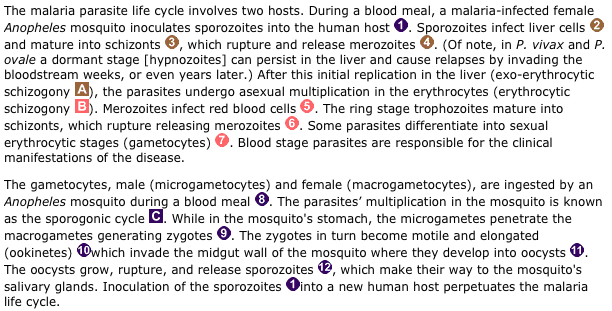 The malaria parasite life cycle involves two hosts. During a blood meal, a malaria-infected female
Anopheles mosquito inoculates sporozoites into the human host 1. Sporozoites infect liver cells 2
and mature into schizonts 3, which rupture and release merozoites 4. (Of note, in P. vivax and P.
ovale a dormant stage [hypnozoites] can persist in the liver and cause relapses by invading the
bloodstream weeks, or even years later.) After this initial replication in the liver (exo-erythrocytic
schizogony A), the parasites undergo asexual multiplication in the erythrocytes (erythrocytic
schizogony B). Merozoites infect red blood cells 5. The ring stage trophozoites mature into
schizonts, which rupture releasing merozoites 6. Some parasites differentiate into sexual
erythrocytic stages (gametocytes) 7. Blood stage parasites are responsible for the clinical
manifestations of the disease.
The gametocytes, male (microgametocytes) and female (macrogametocytes), are ingested by an
Anopheles mosquito during a blood meal 8. The parasites' multiplication in the mosquito is known
as the sporogonic cycle C. While in the mosquito's stomach, the microgametes penetrate the
macrogametes generating zygotes 9. The zygotes in turn become motile and elongated
(ookinetes) 10which invade the midgut wall of the mosquito where they develop into oocysts 11.
The oocysts grow, rupture, and release sporozoites 12, which make their way to the mosquito's
salivary glands. Inoculation of the sporozoites 1into a new human host perpetuates the malaria
life cycle.